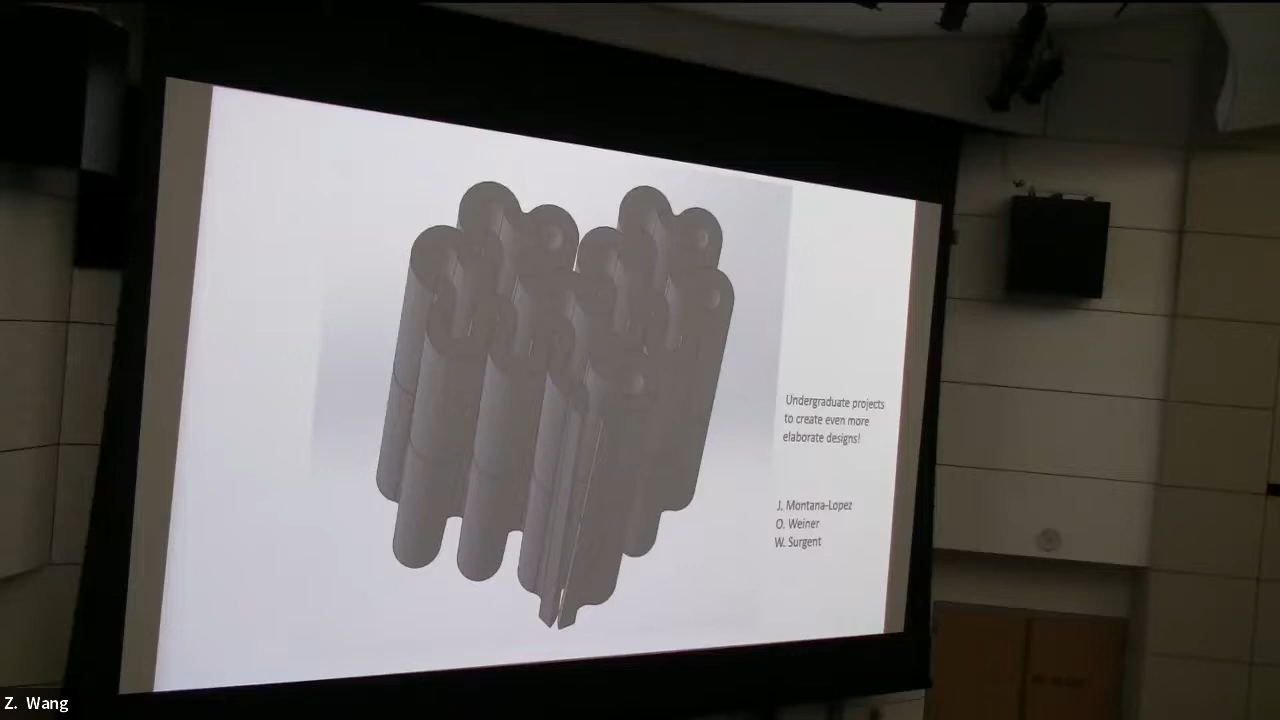 Undergraduate projects
to create even more
elaborate designs!
J. Montana-Lopez
O. Weiner
W. Surgent
Z. Wang